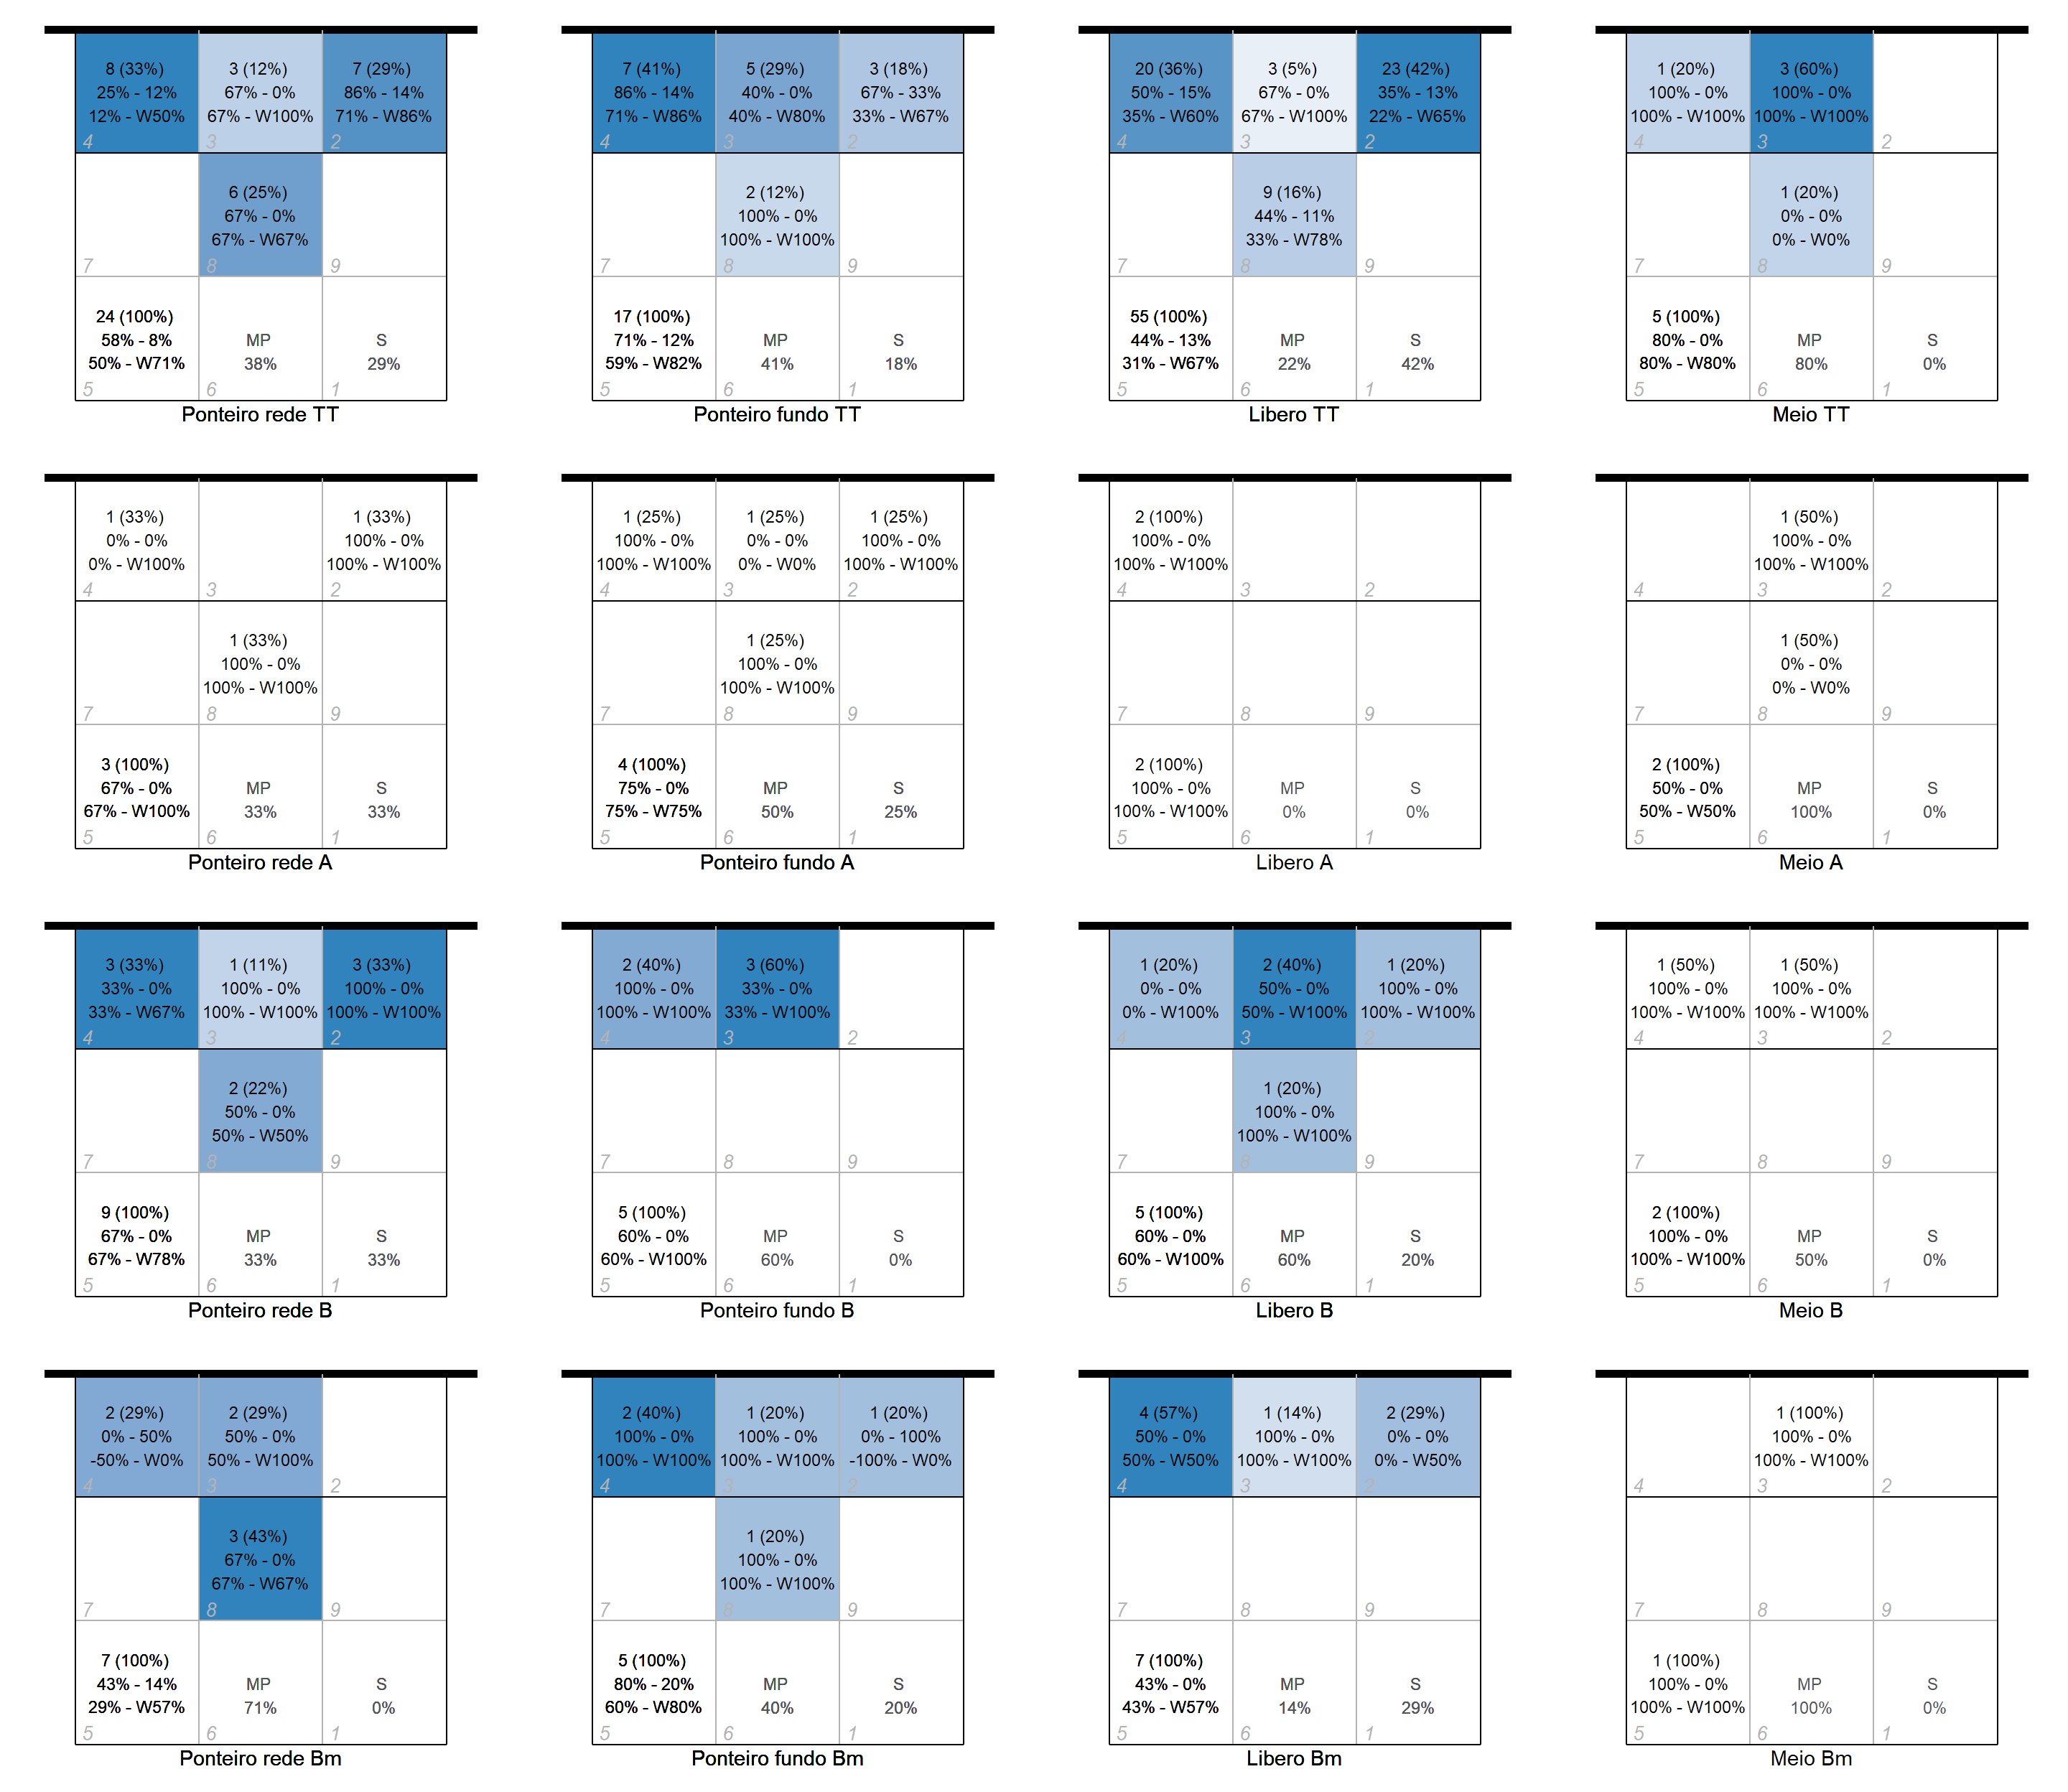 8 (33%)
25% - 12%
12% - W50%
4
3 (12%)
67% - 0%
67% - W100%
3
7 (29%)
86% - 14%
71% - W86%
2
7
6 (25%)
67% - 0%
67% - W67%
8
9
24 (100%)
58% - 8%
50% - W71%
5
MP
38%
6
S
29%
1
Ponteiro rede TT
7 (41%)
86% - 14%
71% - W86%
4
5 (29%)
40% - 0%
40% - W80%
3
3 (18%)
67% - 33%
33% - W67%
2
7
2 (12%)
100% - 0%
100% - W100%
8
9
17 (100%)
71% - 12%
59% - W82%
5
MP
41%
6
S
18%
1
Ponteiro fundo TT
20 (36%)
50% - 15%
35% - W60%
4
3 (5%)
67% - 0%
67% - W100%
3
23 (42%)
35% - 13%
22% - W65%
2
7
9 (16%)
44% - 11%
33% - W78%
8
9
55 (100%)
44% - 13%
31% - W67%
5
MP
22%
6
S
42%
1
Libero TT
1 (20%)
100% - 0%
100% - W100%
4
3 (60%)
100% - 0%
100% - W100%
3
2
7
1 (20%)
0% - 0%
0% - W0%
8
9
5 (100%)
80% - 0%
80% - W80%
5
MP
80%
6
S
0%
1
Meio TT
1 (33%)
0% - 0%
0% - W100%
4
3
1 (33%)
100% - 0%
100% - W100%
2
7
1 (33%)
100% - 0%
100% - W100%
8
9
3 (100%)
67% - 0%
67% - W100%
5
MP
33%
6
S
33%
1
Ponteiro rede A
1 (25%)
100% - 0%
100% - W100%
4
1 (25%)
0% - 0%
0% - W0%
3
1 (25%)
100% - 0%
100% - W100%
2
7
1 (25%)
100% - 0%
100% - W100%
8
9
4 (100%)
75% - 0%
75% - W75%
5
MP
50%
6
S
25%
1
Ponteiro fundo A
2 (100%)
100% - 0%
100% - W100%
4
3
2
7
8
9
2 (100%)
100% - 0%
100% - W100%
5
MP
0%
6
S
0%
1
Libero A
4
1 (50%)
100% - 0%
100% - W100%
3
2
7
1 (50%)
0% - 0%
0% - W0%
8
9
2 (100%)
50% - 0%
50% - W50%
5
MP
100%
6
S
0%
1
Meio A
3 (33%)
33% - 0%
33% - W67%
4
1 (11%)
100% - 0%
100% - W100%
3
3 (33%)
100% - 0%
100% - W100%
2
7
2 (22%)
50% - 0%
50% - W50%
8
9
9 (100%)
67% - 0%
67% - W78%
5
MP
33%
6
S
33%
1
Ponteiro rede B
2 (40%)
100% - 0%
100% - W100%
4
3 (60%)
33% - 0%
33% - W100%
3
2
7
8
9
5 (100%)
60% - 0%
60% - W100%
5
MP
60%
6
S
0%
1
Ponteiro fundo B
1 (20%)
0% - 0%
0% - W100%
4
2 (40%)
50% - 0%
50% - W100%
3
1 (20%)
100% - 0%
100% - W100%
2
7
1 (20%)
100% - 0%
100% - W100%
8
9
5 (100%)
60% - 0%
60% - W100%
5
MP
60%
6
S
20%
1
Libero B
1 (50%)
100% - 0%
100% - W100%
4
1 (50%)
100% - 0%
100% - W100%
3
2
7
8
9
2 (100%)
100% - 0%
100% - W100%
5
MP
50%
6
S
0%
1
Meio B
2 (29%)
0% - 50%
-50% - W0%
4
2 (29%)
50% - 0%
50% - W100%
3
2
7
3 (43%)
67% - 0%
67% - W67%
8
9
7 (100%)
43% - 14%
29% - W57%
5
MP
71%
6
S
0%
1
Ponteiro rede Bm
2 (40%)
100% - 0%
100% - W100%
4
1 (20%)
100% - 0%
100% - W100%
3
1 (20%)
0% - 100%
-100% - W0%
2
7
1 (20%)
100% - 0%
100% - W100%
8
9
5 (100%)
80% - 20%
60% - W80%
5
MP
40%
6
S
20%
1
Ponteiro fundo Bm
4 (57%)
50% - 0%
50% - W50%
4
1 (14%)
100% - 0%
100% - W100%
3
2 (29%)
0% - 0%
0% - W50%
2
7
8
9
7 (100%)
43% - 0%
43% - W57%
5
MP
14%
6
S
29%
1
Libero Bm
4
1 (100%)
100% - 0%
100% - W100%
3
2
7
8
9
1 (100%)
100% - 0%
100% - W100%
5
MP
100%
6
S
0%
1
Meio Bm